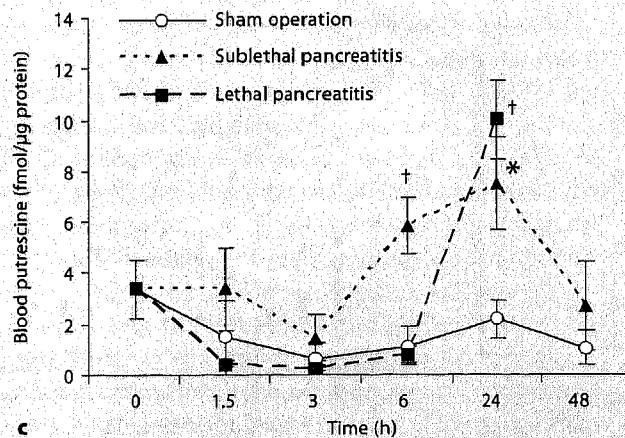 Sham operation
Sublethal pancreatitis
Lethal pancreatitis
Blood putrescine (fmol/µg protein)
14
12
10
8
6
4
2
0
†
†
*
0 1.5 3 6 24 48
Time (h)
c